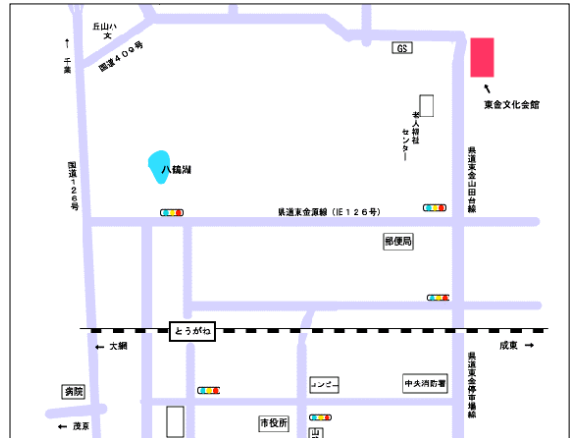 丘山ハ
文
←
千葉
国道409号
GS
東金文化会館
老人福祉
センター
県道東金山田台線
国道126号
八鶴湖
県道東金源線(旧126号)
郵便局
とうがね
← 大網
成東 →
県道東金停車場線
病院
コンビニ
中央消防署
← 茂原
市役所